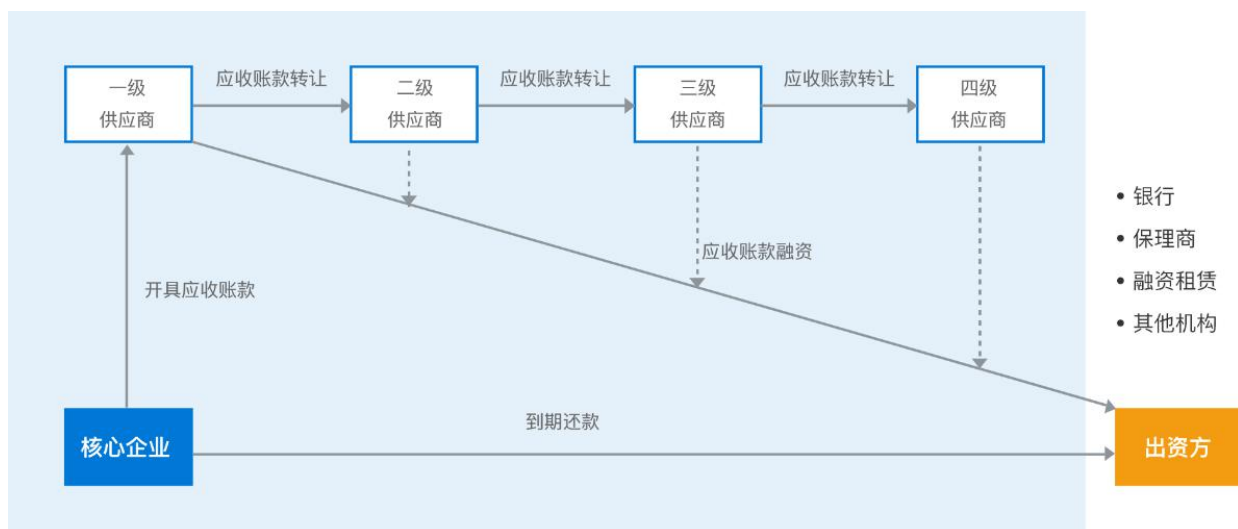 一级
供应商
应收账款转让
二级
供应商
应收账款转让
三级
供应商
应收账款转让
四级
供应商
• 银行
• 保理商
• 融资租赁
• 其他机构
应收账款融资
开具应收账款
核心企业
到期还款
出资方